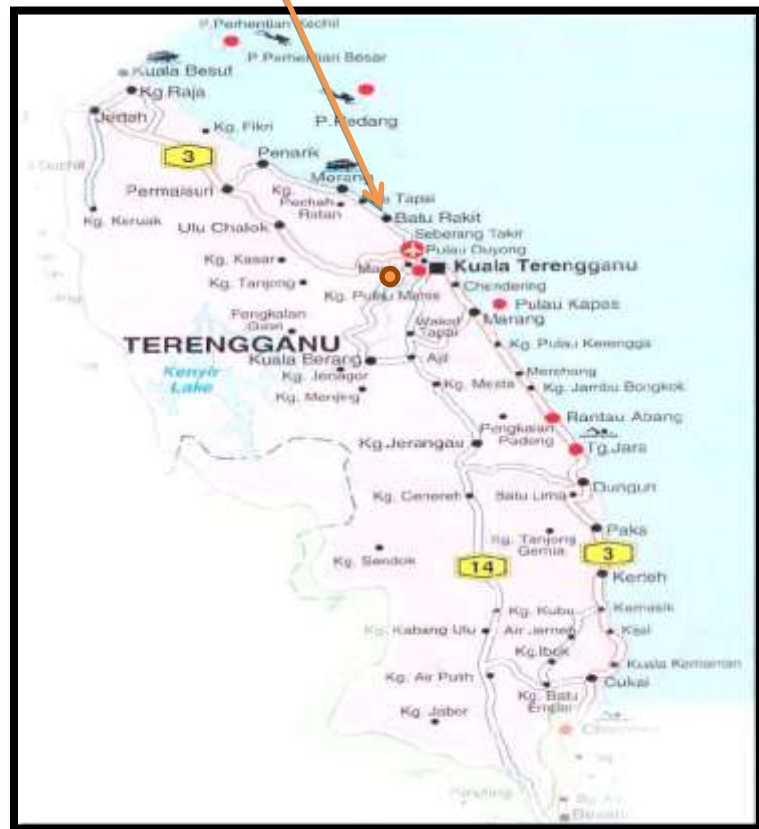 P.Perhentian Kechil
P.Perhentian Besar
Kuala Besut
Kg.Raja
Jerteh
P.Redang
Kg. Fikri
3
Penarik
Merang
Permaisuri
Kg.
Pechah
Rotan
Tapai
Batu Rakit
Kg. Keruak
Ulu Chalok
Seberang Takir
Pulau Duyong
Kg. Kasar
Kuala Terengganu
Kg. Tanjong
Kg. Pulau Manis
Chendering
Pulau Kapas
Marang
Pengkalan
Wakaf
Tapai
TERENGGANU
Kg. Pulau Kerengga
Kuala Berang
Ajil
Kenyir
Lake
Kg. Jenagor
Merchang
Kg. Menjing
Kg. Mesta
Kg. Jambu Bongkok
Rantau Abang
Pengkalan
Padang
Kg.Jerangau
Tg.Jara
Dungun
Kg. Cenereh
Batu Lima
Paka
Kg. Tanjong
Gemia
Kg. Sendok
14
3
Kerteh
Kg. Kubu
Kemasik
Kg. Kabang Ulu
Air Jerneh
Kijal
Kg.Ibok
Kuala Kemaman
Kg. Air Putih
Cukai
Kg. Batu
Kg. Jabor